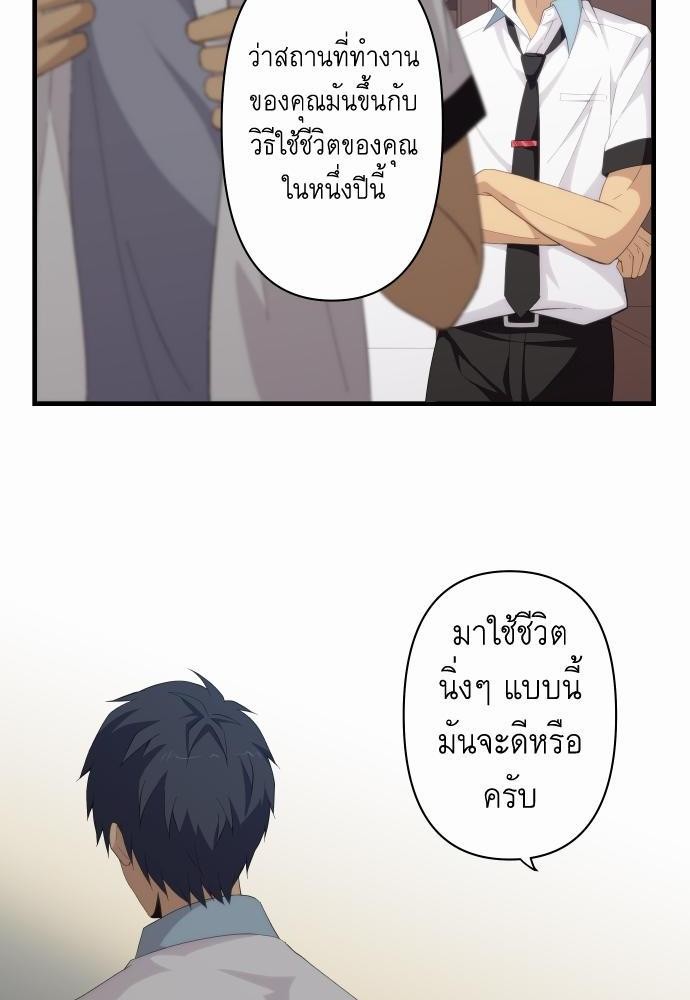 ว่าสถานที่ทำงาน
ของคุณมันขึ้นกับ
วิธีใช้ชีวิตของคุณ
ในหนึ่งปีนี้
มาใช้ชีวิต
นิ่งๆ แบบนี้
มันจะดีหรือ
ครับ